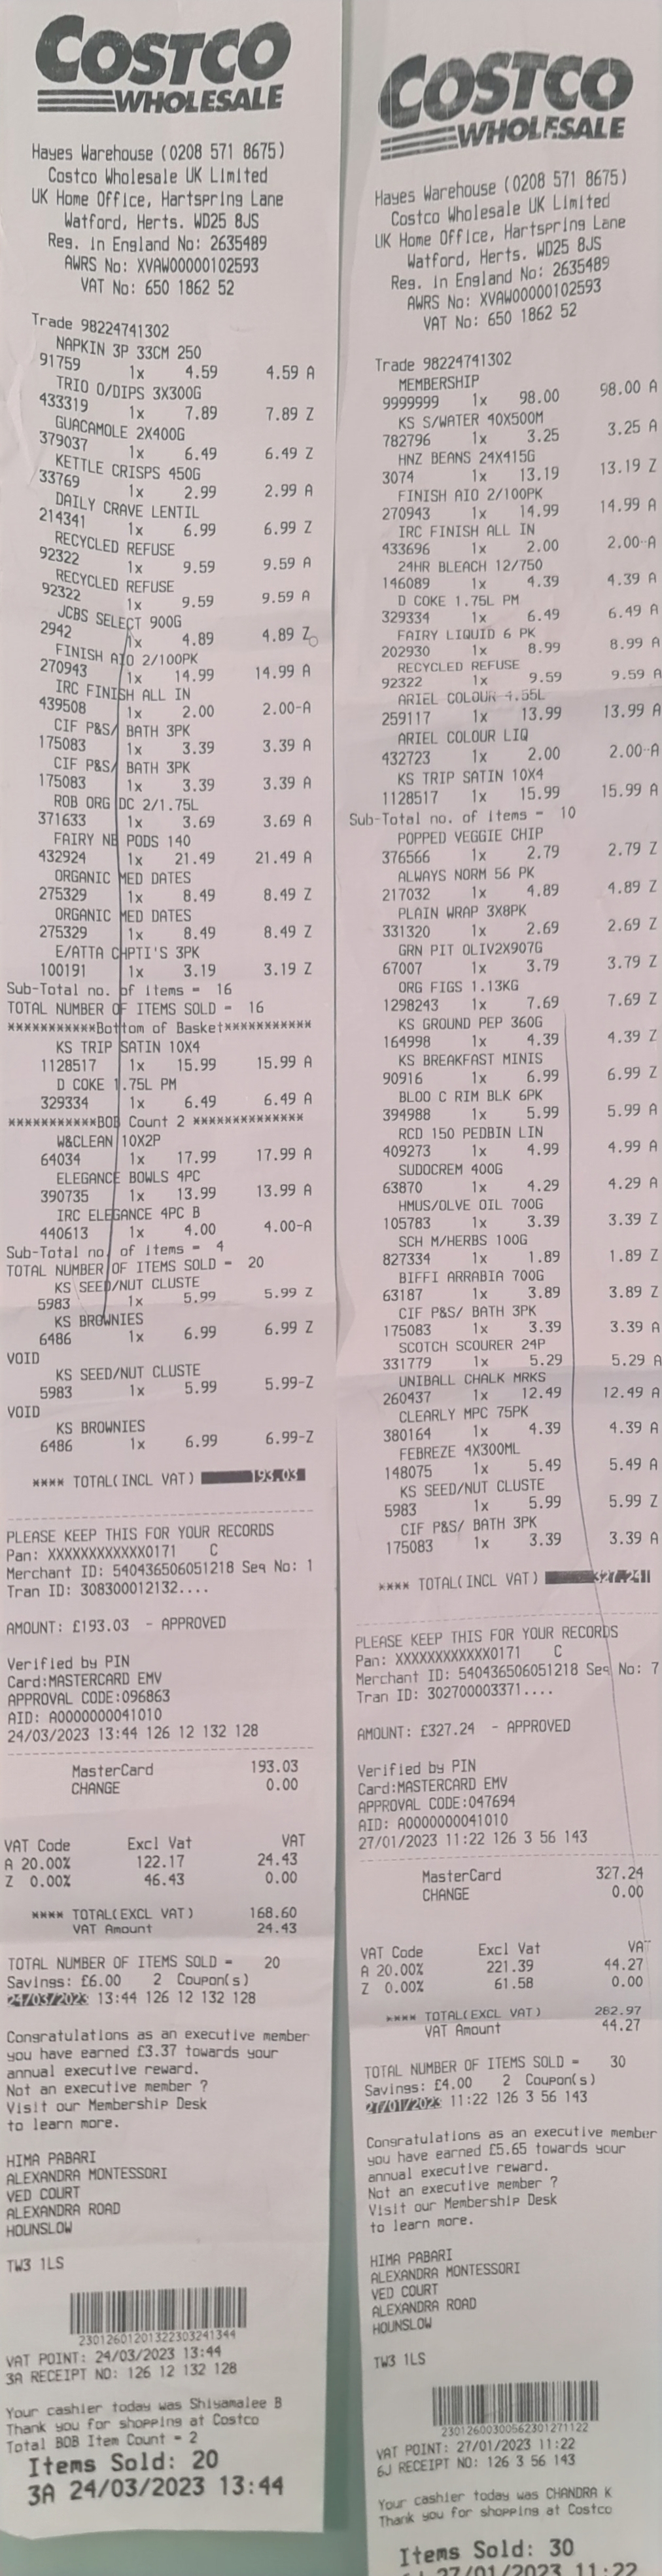 COSTCO
WHOLESALE
Hayes Warehouse (0208 571 8675)
Costco Wholesale UK Limited
UK Home Office, Hartspring Lane
Watford, Herts. WD25 8JS
Reg. in England No: 2635489
AWRS No: XVAW00000102593
VAT No: 650 1862 52
Trade 98224741302
NAPKIN 3P 33CM 250
91759 1x 4.59 4.59 A
TRIO O/DIPS 3X300G
433319 1x 7.89 7.89 Z
GUACAMOLE 2X400G
379037 1x 6.49 6.49 Z
KETTLE CRISPS 450G
33769 1x 2.99 2.99 A
DAILY CRAVE LENTIL
214341 1x 6.99 6.99 Z
RECYCLED REFUSE
92322 1x 9.59 9.59 A
RECYCLED REFUSE
92322 1x 9.59 9.59 A
JCBS SELECT 900G
2942 1x 4.89 4.89 Z
FINISH AIO 2/100PK
270943 1x 14.99 14.99 A
IRC FINISH ALL IN
439508 1x 2.00 2.00-A
CIF P&S/ BATH 3PK
175083 1x 3.39 3.39 A
CIF P&S/ BATH 3PK
175083 1x 3.39 3.39 A
ROB ORG DC 2/1.75L
371633 1x 3.69 3.69 A
FAIRY NB PODS 140
432924 1x 21.49 21.49 A
ORGANIC MED DATES
275329 1x 8.49 8.49 Z
ORGANIC MED DATES
275329 1x 8.49 8.49 Z
E/ATTA CHPTI'S 3PK
100191 1x 3.19 3.19 Z
Sub-Total no. of items = 16
TOTAL NUMBER OF ITEMS SOLD = 16
***********Bottom of Basket***********
KS TRIP SATIN 10X4
1128517 1x 15.99 15.99 A
D COKE 1.75L PM
329334 1x 6.49 6.49 A
***********BOB Count 2 **************
W&CLEAN 10X2P
64034 1x 17.99 17.99 A
ELEGANCE BOWLS 4PC
390735 1x 13.99 13.99 A
IRC ELEGANCE 4PC B
440613 1x 4.00 4.00-A
Sub-Total no. of items = 4
TOTAL NUMBER OF ITEMS SOLD = 20
KS SEED/NUT CLUSTE
5983 1x 5.99 5.99 Z
KS BROWNIES
6486 1x 6.99 6.99 Z
VOID
KS SEED/NUT CLUSTE
5983 1x 5.99 5.99-Z
VOID
KS BROWNIES
6486 1x 6.99 6.99-Z
**** TOTAL(INCL VAT) 193.03
PLEASE KEEP THIS FOR YOUR RECORDS
Pan: XXXXXXXXXXXX0171 C
Merchant ID: 540436506051218 Seq No: 1
Tran ID: 308300012132....
AMOUNT: £193.03 - APPROVED
Verified by PIN
Card:MASTERCARD EMV
APPROVAL CODE:096863
AID: A0000000041010
24/03/2023 13:44 126 12 132 128
MasterCard 193.03
CHANGE 0.00
VAT Code Excl Vat VAT
A 20.00% 122.17 24.43
Z 0.00% 46.43 0.00
**** TOTAL(EXCL VAT) 168.60
VAT Amount 24.43
TOTAL NUMBER OF ITEMS SOLD = 20
Savings: £6.00 2 Coupon(s)
24/03/2023 13:44 126 12 132 128
Congratulations as an executive member
you have earned £3.37 towards your
annual executive reward.
Not an executive member ?
Visit our Membership Desk
to learn more.
HIMA PABARI
ALEXANDRA MONTESSORI
VED COURT
ALEXANDRA ROAD
HOUNSLOW
TW3 1LS
23012601201322303241344
VAT POINT: 24/03/2023 13:44
3A RECEIPT NO: 126 12 132 128
Your cashier today was Shiyamalee B
Thank you for shopping at Costco
Total BOB Item Count = 2
Items Sold: 20
3A 24/03/2023 13:44
COSTCO
WHOLESALE
Hayes Warehouse (0208 571 8675)
Costco Wholesale UK Limited
UK Home Office, Hartspring Lane
Watford, Herts. WD25 8JS
Reg. in England No: 2635489
AWRS No: XVAW00000102593
VAT No: 650 1862 52
Trade 98224741302
MEMBERSHIP
9999999 1x 98.00 98.00 A
KS S/WATER 40X500M
782796 1x 3.25 3.25 A
HNZ BEANS 24X415G
3074 1x 13.19 13.19 Z
FINISH AIO 2/100PK
270943 1x 14.99 14.99 A
IRC FINISH ALL IN
433696 1x 2.00 2.00-A
24HR BLEACH 12/750
146089 1x 4.39 4.39 A
D COKE 1.75L PM
329334 1x 6.49 6.49 A
FAIRY LIQUID 6 PK
202930 1x 8.99 8.99 A
RECYCLED REFUSE
92322 1x 9.59 9.59 A
ARIEL COLOUR 4.55L
259117 1x 13.99 13.99 A
ARIEL COLOUR LIQ
432723 1x 2.00 2.00-A
KS TRIP SATIN 10X4
1128517 1x 15.99 15.99 A
Sub-Total no. of items = 10
POPPED VEGGIE CHIP
376566 1x 2.79 2.79 Z
ALWAYS NORM 56 PK
217032 1x 4.89 4.89 Z
PLAIN WRAP 3X8PK
331320 1x 2.69 2.69 Z
GRN PIT OLIV2X907G
67007 1x 3.79 3.79 Z
ORG FIGS 1.13KG
1298243 1x 7.69 7.69 Z
KS GROUND PEP 360G
164998 1x 4.39 4.39 Z
KS BREAKFAST MINIS
90916 1x 6.99 6.99 Z
BLOO C RIM BLK 6PK
394988 1x 5.99 5.99 A
RCD 150 PEDBIN LIN
409273 1x 4.99 4.99 A
SUDOCREM 400G
63870 1x 4.29 4.29 A
HMUS/OLVE OIL 700G
105783 1x 3.39 3.39 Z
SCH M/HERBS 100G
827334 1x 1.89 1.89 Z
BIFFI ARRABIA 700G
63187 1x 3.89 3.89 Z
CIF P&S/ BATH 3PK
175083 1x 3.39 3.39 A
SCOTCH SCOURER 24P
331779 1x 5.29 5.29 A
UNIBALL CHALK MRKS
260437 1x 12.49 12.49 A
CLEARLY MPC 75PK
380164 1x 4.39 4.39 A
FEBREZE 4X300ML
148075 1x 5.49 5.49 A
KS SEED/NUT CLUSTE
5983 1x 5.99 5.99 Z
CIF P&S/ BATH 3PK
175083 1x 3.39 3.39 A
**** TOTAL(INCL VAT) 327.24
PLEASE KEEP THIS FOR YOUR RECORDS
Pan: XXXXXXXXXXXX0171 C
Merchant ID: 540436506051218 Seq No: 7
Tran ID: 302700003371....
AMOUNT: £327.24 - APPROVED
Verified by PIN
Card:MASTERCARD EMV
APPROVAL CODE:047694
AID: A0000000041010
27/01/2023 11:22 126 3 56 143
MasterCard 327.24
CHANGE 0.00
VAT Code Excl Vat VAT
A 20.00% 221.39 44.27
Z 0.00% 61.58 0.00
**** TOTAL(EXCL VAT) 282.97
VAT Amount 44.27
TOTAL NUMBER OF ITEMS SOLD = 30
Savings: £4.00 2 Coupon(s)
27/01/2023 11:22 126 3 56 143
Congratulations as an executive member
you have earned £5.65 towards your
annual executive reward.
Not an executive member ?
Visit our Membership Desk
to learn more.
HIMA PABARI
ALEXANDRA MONTESSORI
VED COURT
ALEXANDRA ROAD
HOUNSLOW
TW3 1LS
23012600300562301271122
VAT POINT: 27/01/2023 11:22
6J RECEIPT NO: 126 3 56 143
Your cashier today was CHANDRA K
Thank you for shopping at Costco
Items Sold: 30
27/01/2023 11:22